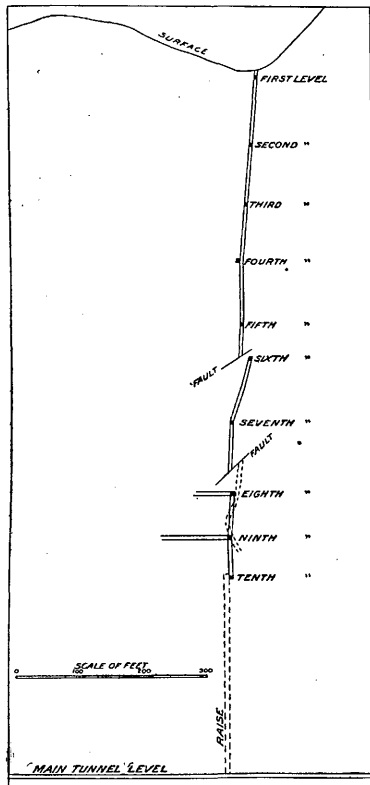 SURFACE
FIRST LEVEL
SECOND "
THIRD "
FOURTH "
FIFTH "
FAULT
SIXTH "
SEVENTH "
FAULT
EIGHTH "
NINTH "
TENTH "
SCALE OF FEET
0 100 200 300
RAISE
"MAIN TUNNEL" LEVEL